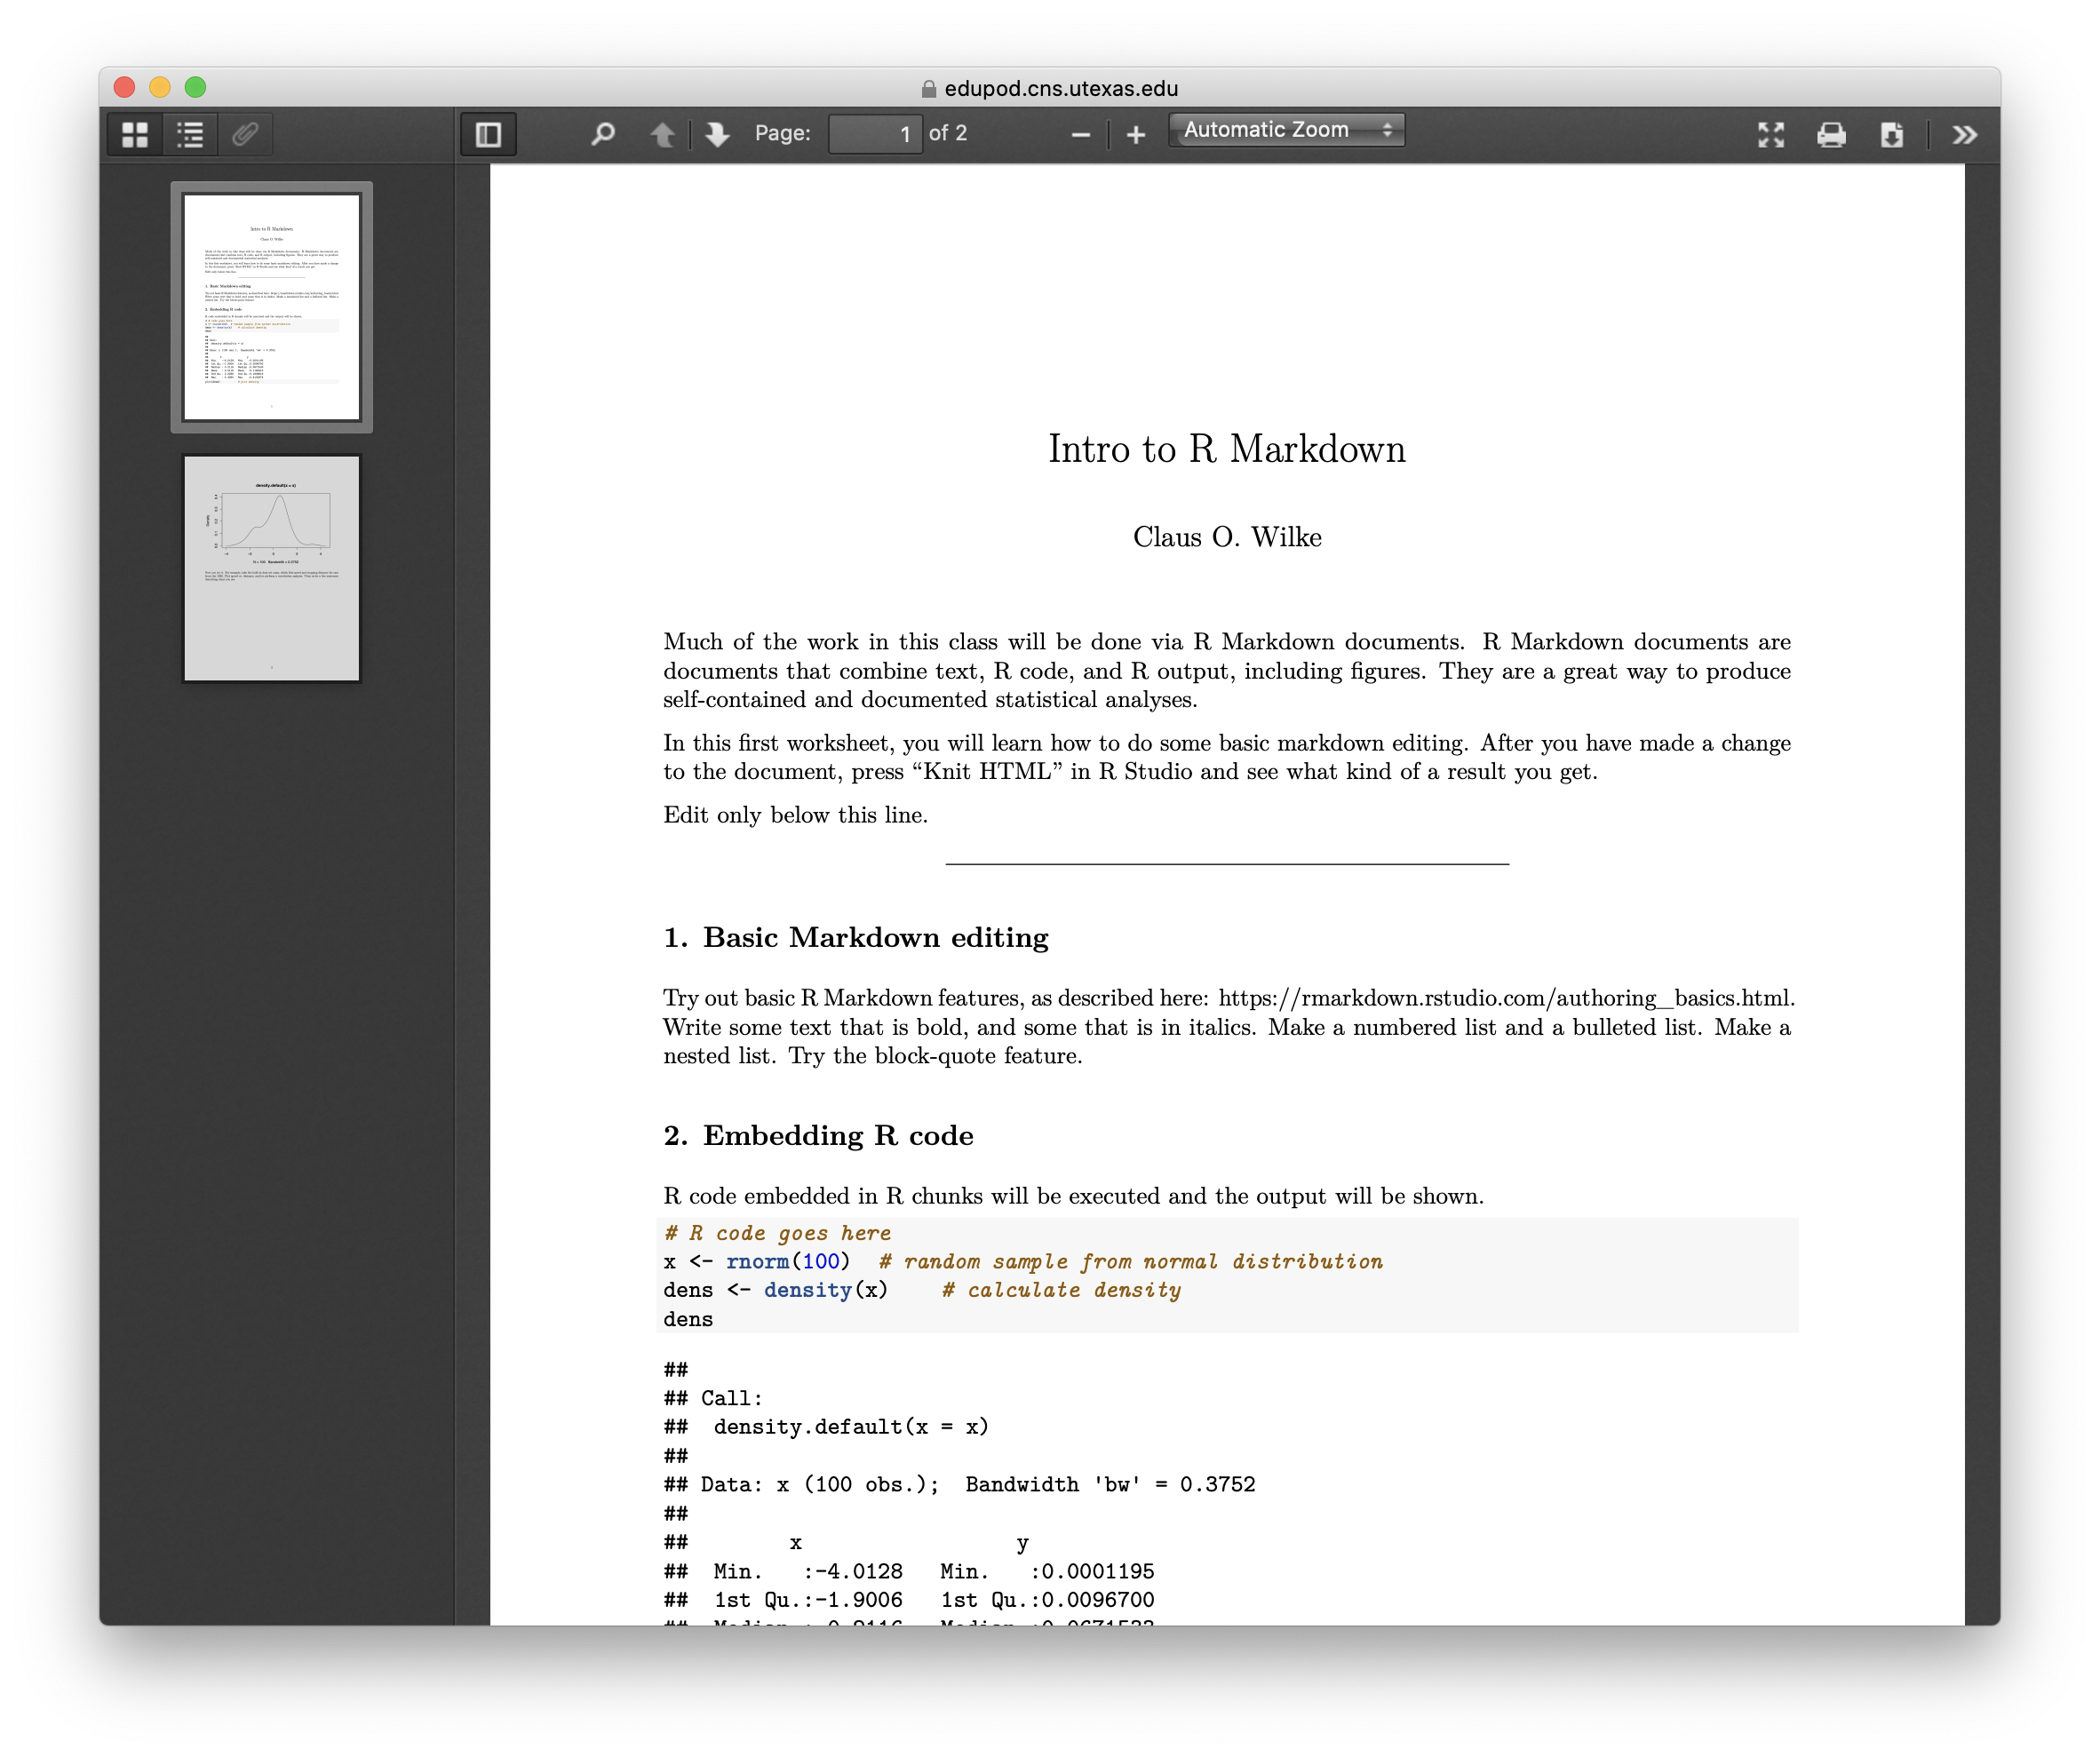 edupod.cns.utexas.edu
Page: 1 of 2
Automatic Zoom
Intro to R Markdown
Claus O. Wilke
Much of the work in this class will be done via R Markdown documents. R Markdown documents are
documents that combine text, R code, and R output, including figures. They are a great way to produce
self-contained and documented statistical analyses.
In this first worksheet, you will learn how to do some basic markdown editing. After you have made a change
to the document, press “Knit HTML” in R Studio and see what kind of a result you get.
Edit only below this line.
1. Basic Markdown editing
Try out basic R Markdown features, as described here: https://rmarkdown.rstudio.com/authoring_basics.html.
Write some text that is bold, and some that is in italics. Make a numbered list and a bulleted list. Make a
nested list. Try the block-quote feature.
2. Embedding R code
R code embedded in R chunks will be executed and the output will be shown.
# R code goes here
x <- rnorm(100)  # random sample from normal distribution
dens <- density(x)    # calculate density
dens
##
## Call:
##  density.default(x = x)
##
## Data: x (100 obs.);  Bandwidth 'bw' = 0.3752
##
##        x                 y
##  Min.   :-4.0128   Min.   :0.0001195
##  1st Qu.:-1.9006   1st Qu.:0.0096700